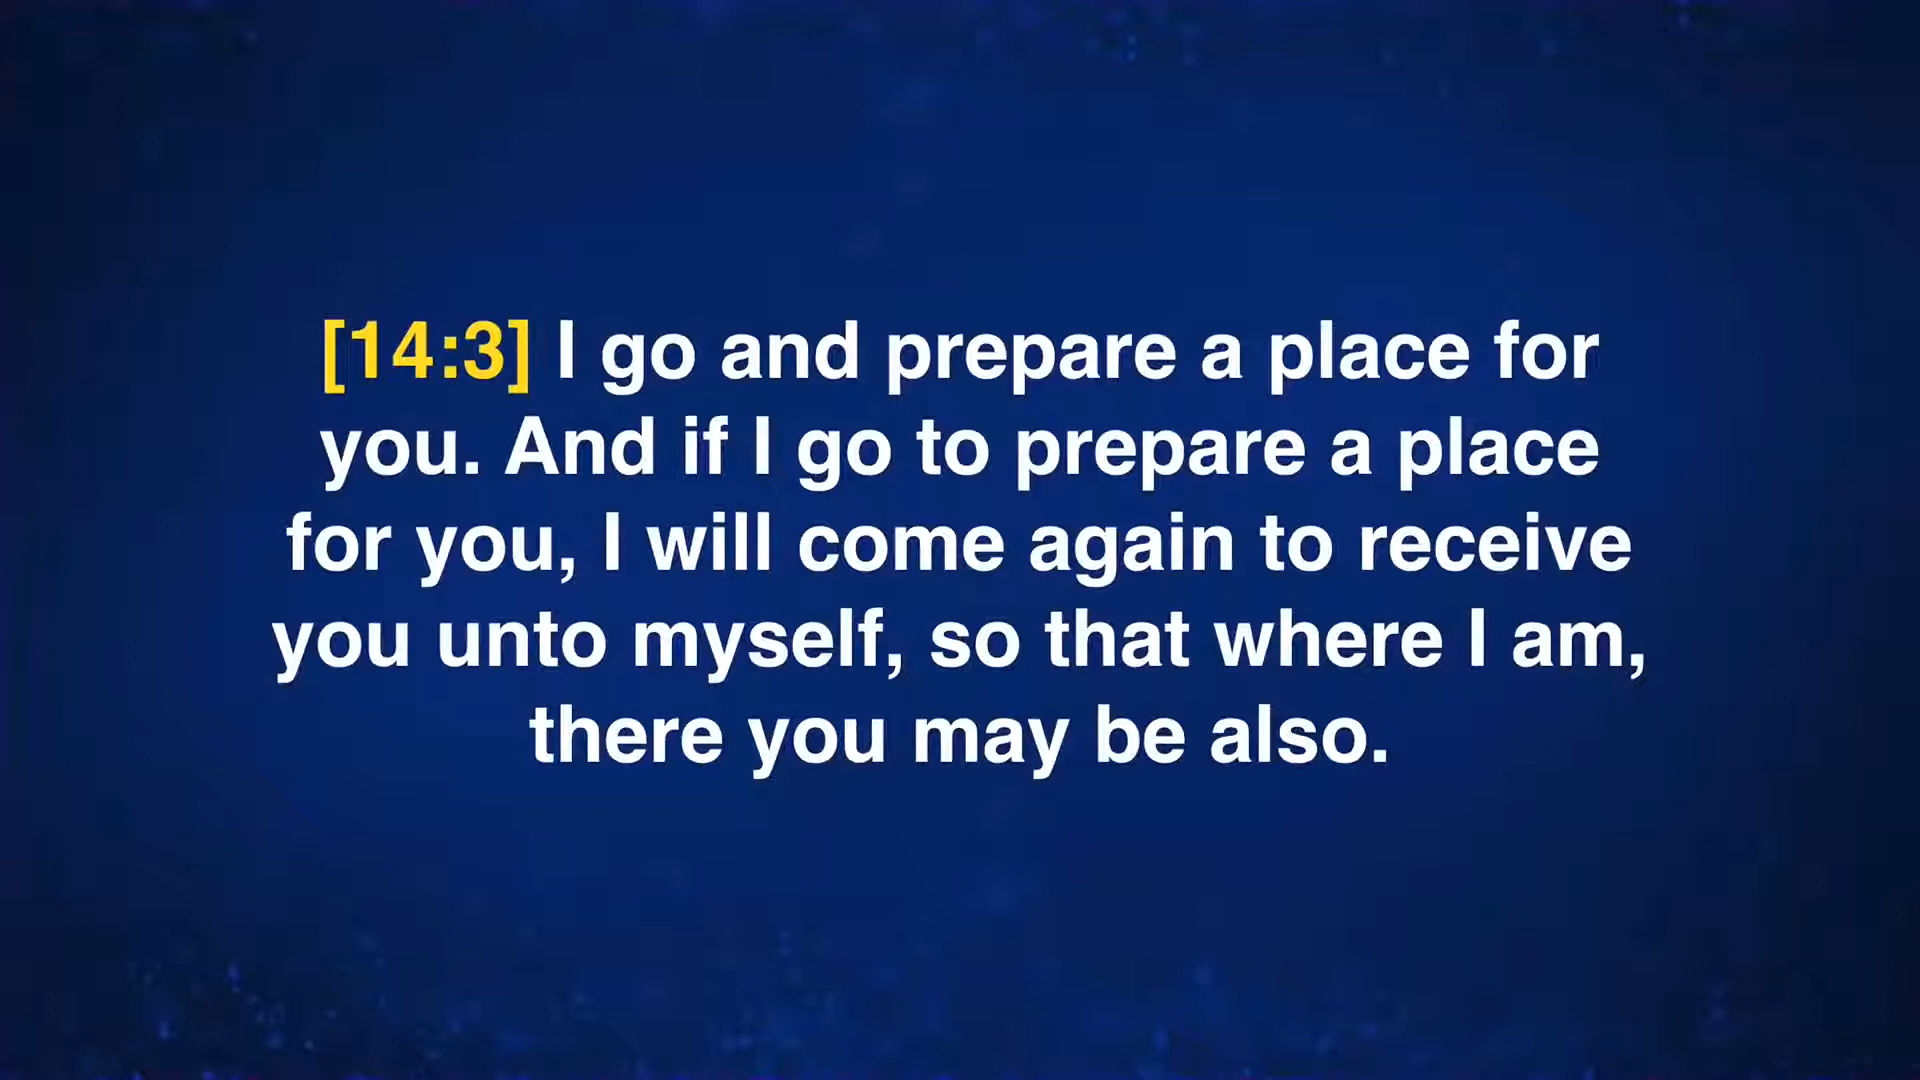 [14:3] I go and prepare a place for
you. And if I go to prepare a place
for you, I will come again to receive
you unto myself, so that where I am,
there you may be also.